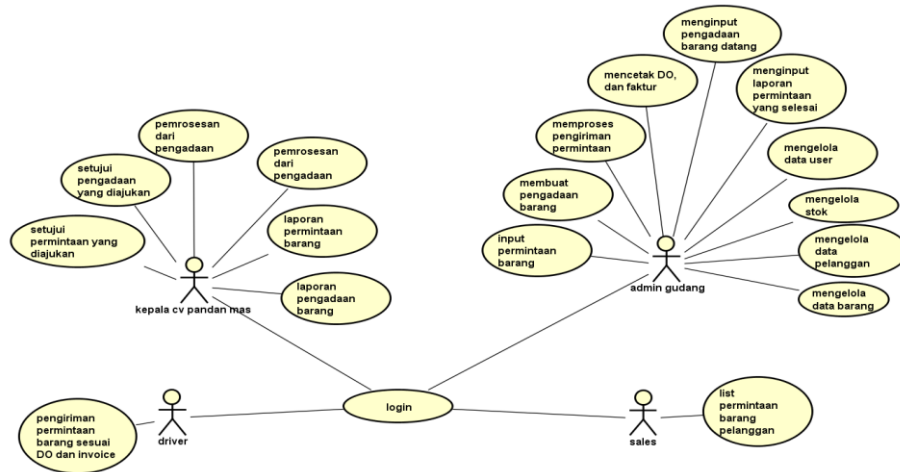 menginput
pengadaan
barang datang
mencetak DO,
dan faktur
menginput
laporan
permintaan
yang selesai
pemrosesan
dari
pengadaan
memproses
pengiriman
permintaan
pemrosesan
dari
pengadaan
mengelola
data user
setujui
pengadaan
yang diajukan
membuat
pengadaan
barang
mengelola
stok
setujui
permintaan yang
diajukan
laporan
permintaan
barang
input
permintaan
barang
mengelola
data
pelanggan
laporan
pengadaan
barang
mengelola
data barang
kepala cv pandan mas
admin gudang
login
pengiriman
permintaan
barang sesuai
DO dan invoice
driver
sales
list
permintaan
barang
pelanggan